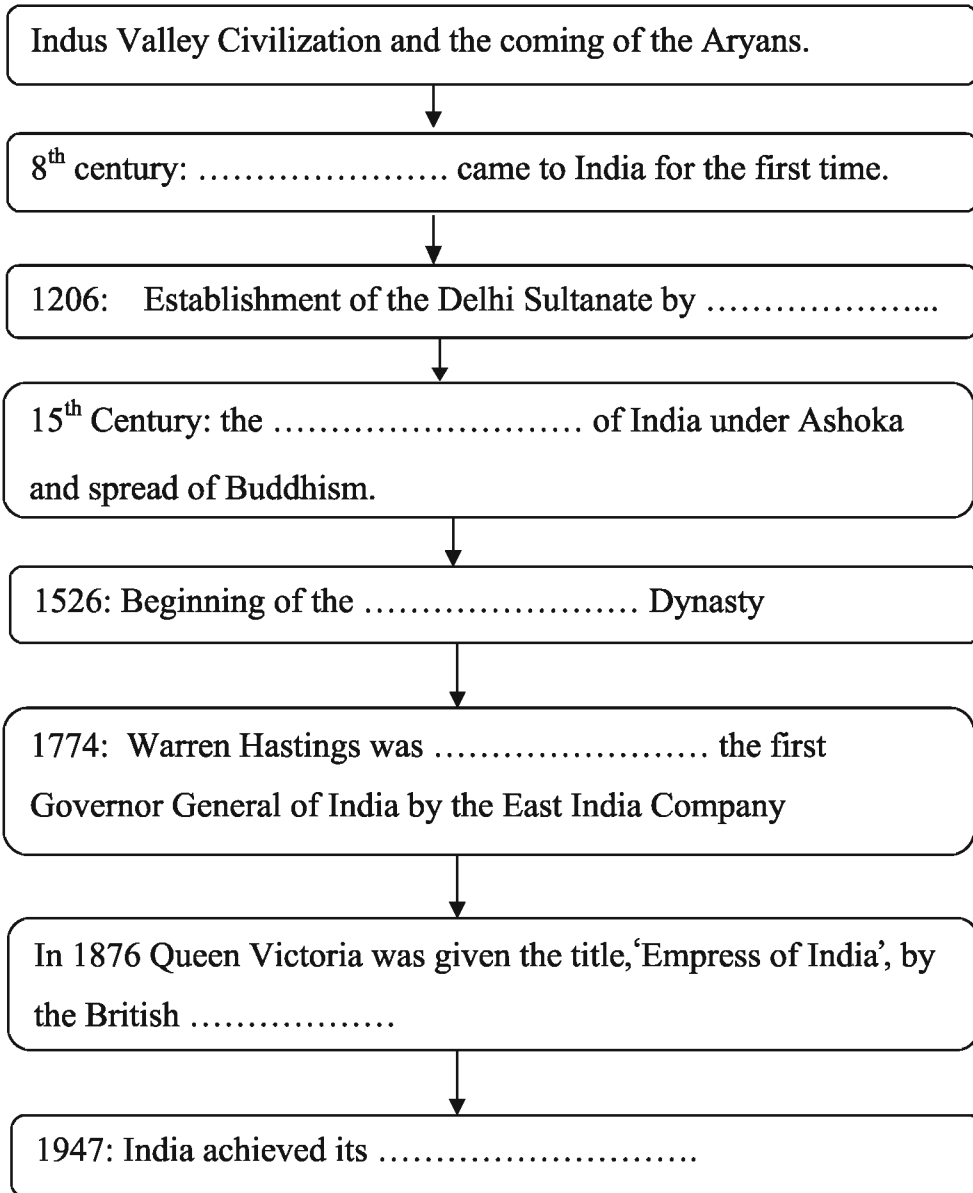 Indus Valley Civilization and the coming of the Aryans.
8th century: ........................ came to India for the first time.
1206: Establishment of the Delhi Sultanate by .......................
15th Century: the .............................. of India under Ashoka
and spread of Buddhism.
1526: Beginning of the ........................... Dynasty
1774: Warren Hastings was ........................... the first
Governor General of India by the East India Company
In 1876 Queen Victoria was given the title,‘Empress of India’, by
the British ....................
1947: India achieved its ...............................